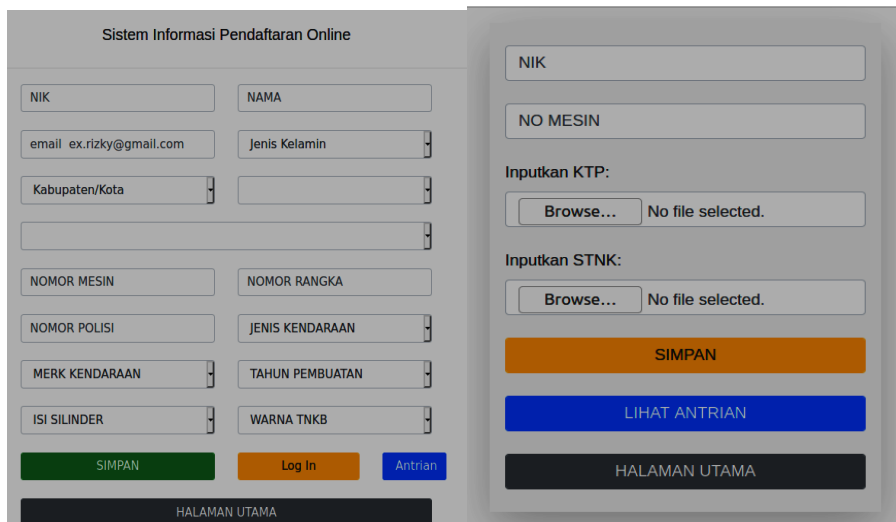 Sistem Informasi Pendaftaran Online
NIK
NAMA
email ex.rizky@gmail.com
Jenis Kelamin
Kabupaten/Kota
NOMOR MESIN
NOMOR RANGKA
NOMOR POLISI
JENIS KENDARAAN
MERK KENDARAAN
TAHUN PEMBUATAN
ISI SILINDER
WARNA TNKB
SIMPAN
Log In
Antrian
HALAMAN UTAMA
NIK
NO MESIN
Inputkan KTP:
Browse... No file selected.
Inputkan STNK:
Browse... No file selected.
SIMPAN
LIHAT ANTRIAN
HALAMAN UTAMA